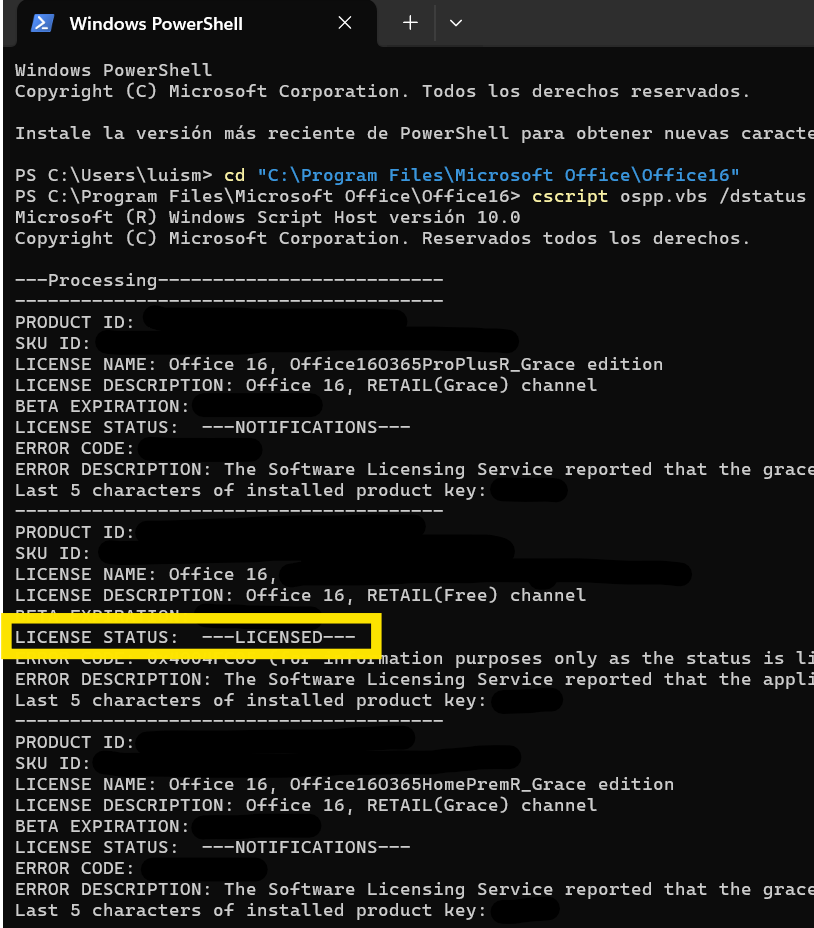 Windows PowerShell
Windows PowerShell
Copyright (C) Microsoft Corporation. Todos los derechos reservados.
Instale la versión más reciente de PowerShell para obtener nuevas caracte
PS C:\Users\luism> cd "C:\Program Files\Microsoft Office\Office16"
PS C:\Program Files\Microsoft Office\Office16> cscript ospp.vbs /dstatus
Microsoft (R) Windows Script Host versión 10.0
Copyright (C) Microsoft Corporation. Reservados todos los derechos.
---Processing--------------------------
---------------------------------------
PRODUCT ID:
SKU ID:
LICENSE NAME: Office 16, Office16O365ProPlusR_Grace edition
LICENSE DESCRIPTION: Office 16, RETAIL(Grace) channel
BETA EXPIRATION:
LICENSE STATUS:  ---NOTIFICATIONS---
ERROR CODE:
ERROR DESCRIPTION: The Software Licensing Service reported that the grace
Last 5 characters of installed product key:
---------------------------------------
PRODUCT ID:
SKU ID:
LICENSE NAME: Office 16,
LICENSE DESCRIPTION: Office 16, RETAIL(Free) channel
BETA EXPIRATION:
LICENSE STATUS:  ---LICENSED---
ERROR CODE: (for information purposes only as the status is li
ERROR DESCRIPTION: The Software Licensing Service reported that the appli
Last 5 characters of installed product key:
---------------------------------------
PRODUCT ID:
SKU ID:
LICENSE NAME: Office 16, Office16O365HomePremR_Grace edition
LICENSE DESCRIPTION: Office 16, RETAIL(Grace) channel
BETA EXPIRATION:
LICENSE STATUS:  ---NOTIFICATIONS---
ERROR CODE:
ERROR DESCRIPTION: The Software Licensing Service reported that the grace
Last 5 characters of installed product key: